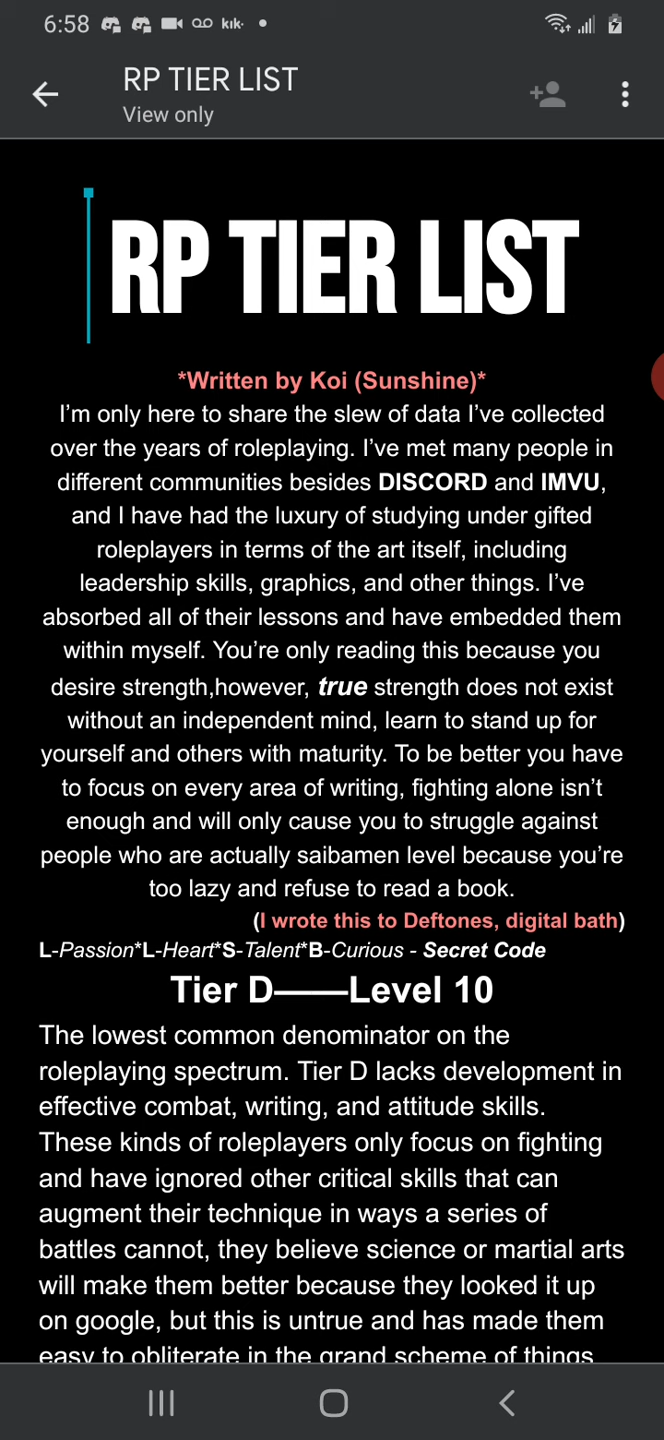 6:58 kik.
RP TIER LIST
View only
RP TIER LIST
*Written by Koi (Sunshine)*
I'm only here to share the slew of data I've collected
over the years of roleplaying. I've met many people in
different communities besides DISCORD and IMVU,
and I have had the luxury of studying under gifted
roleplayers in terms of the art itself, including
leadership skills, graphics, and other things. I've
absorbed all of their lessons and have embedded them
within myself. You're only reading this because you
desire strength,however, true strength does not exist
without an independent mind, learn to stand up for
yourself and others with maturity. To be better you have
to focus on every area of writing, fighting alone isn't
enough and will only cause you to struggle against
people who are actually saibamen level because you're
too lazy and refuse to read a book.
(I wrote this to Deftones, digital bath)
L-Passion*L-Heart*S-Talent*B-Curious - Secret Code
Tier D——Level 10
The lowest common denominator on the
roleplaying spectrum. Tier D lacks development in
effective combat, writing, and attitude skills.
These kinds of roleplayers only focus on fighting
and have ignored other critical skills that can
augment their technique in ways a series of
battles cannot, they believe science or martial arts
will make them better because they looked it up
on google, but this is untrue and has made them
easy to obliterate in the grand scheme of things